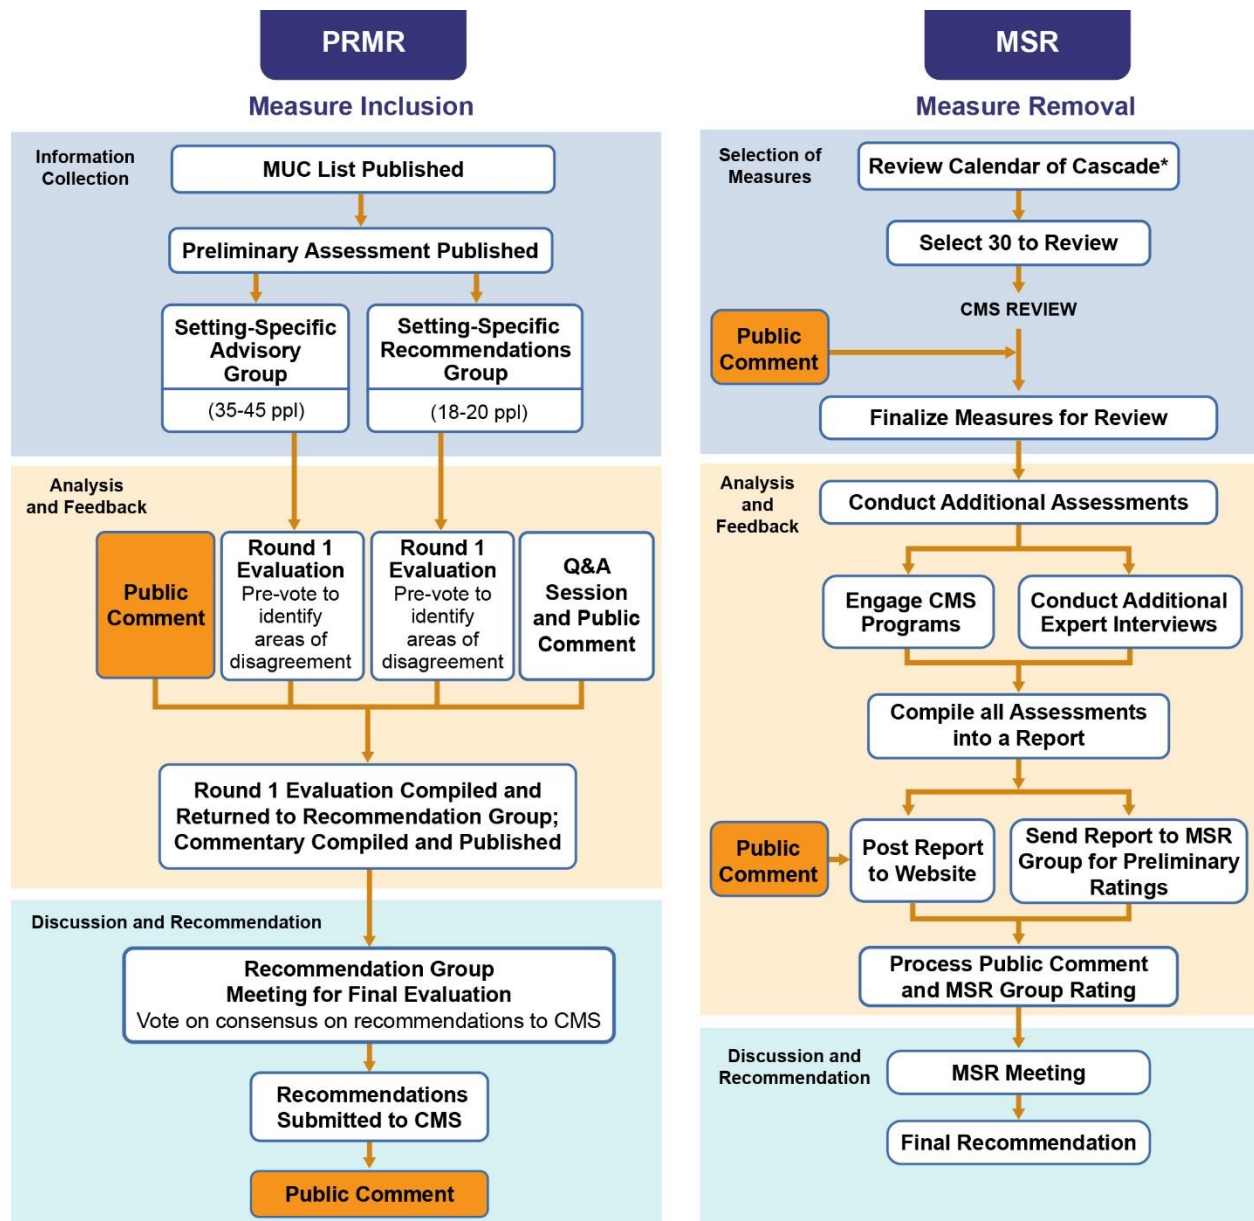 PRMR
Measure Inclusion
Information
Collection
MUC List Published
Preliminary Assessment Published
Setting-Specific
Advisory
Group
(35-45 ppl)
Setting-Specific
Recommendations
Group
(18-20 ppl)
Analysis
and Feedback
Public
Comment
Round 1
Evaluation
Pre-vote to
identify
areas of
disagreement
Round 1
Evaluation
Pre-vote to
identify
areas of
disagreement
Q&A
Session
and Public
Comment
Round 1 Evaluation Compiled and
Returned to Recommendation Group;
Commentary Compiled and Published
Discussion and Recommendation
Recommendation Group
Meeting for Final Evaluation
Vote on consensus on recommendations to CMS
Recommendations
Submitted to CMS
Public Comment
MSR
Measure Removal
Selection of
Measures
Review Calendar of Cascade*
Select 30 to Review
CMS REVIEW
Public
Comment
Finalize Measures for Review
Analysis
and
Feedback
Conduct Additional Assessments
Engage CMS
Programs
Conduct Additional
Expert Interviews
Compile all Assessments
into a Report
Public
Comment
Post Report
to Website
Send Report to MSR
Group for Preliminary
Ratings
Process Public Comment
and MSR Group Rating
Discussion and
Recommendation
MSR Meeting
Final Recommendation